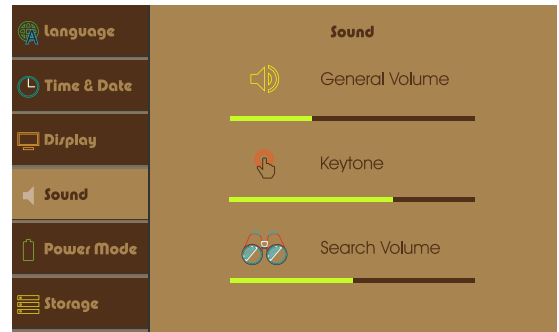 Language
Time & Date
Display
Sound
Power Mode
Storage
Sound
General Volume
Keytone
Search Volume